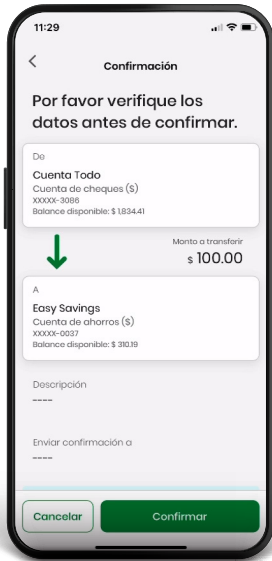 11:29
Confirmación
Por favor verifique los
datos antes de confirmar.
De
Cuenta Todo
Cuenta de cheques ($)
XXXXX-3086
Balance disponible: $ 1,834.41
Monto a transferir
$ 100.00
A
Easy Savings
Cuenta de ahorros ($)
XXXXX-0037
Balance disponible: $ 310.19
Descripción
----
Enviar confirmación a
----
Cancelar
Confirmar